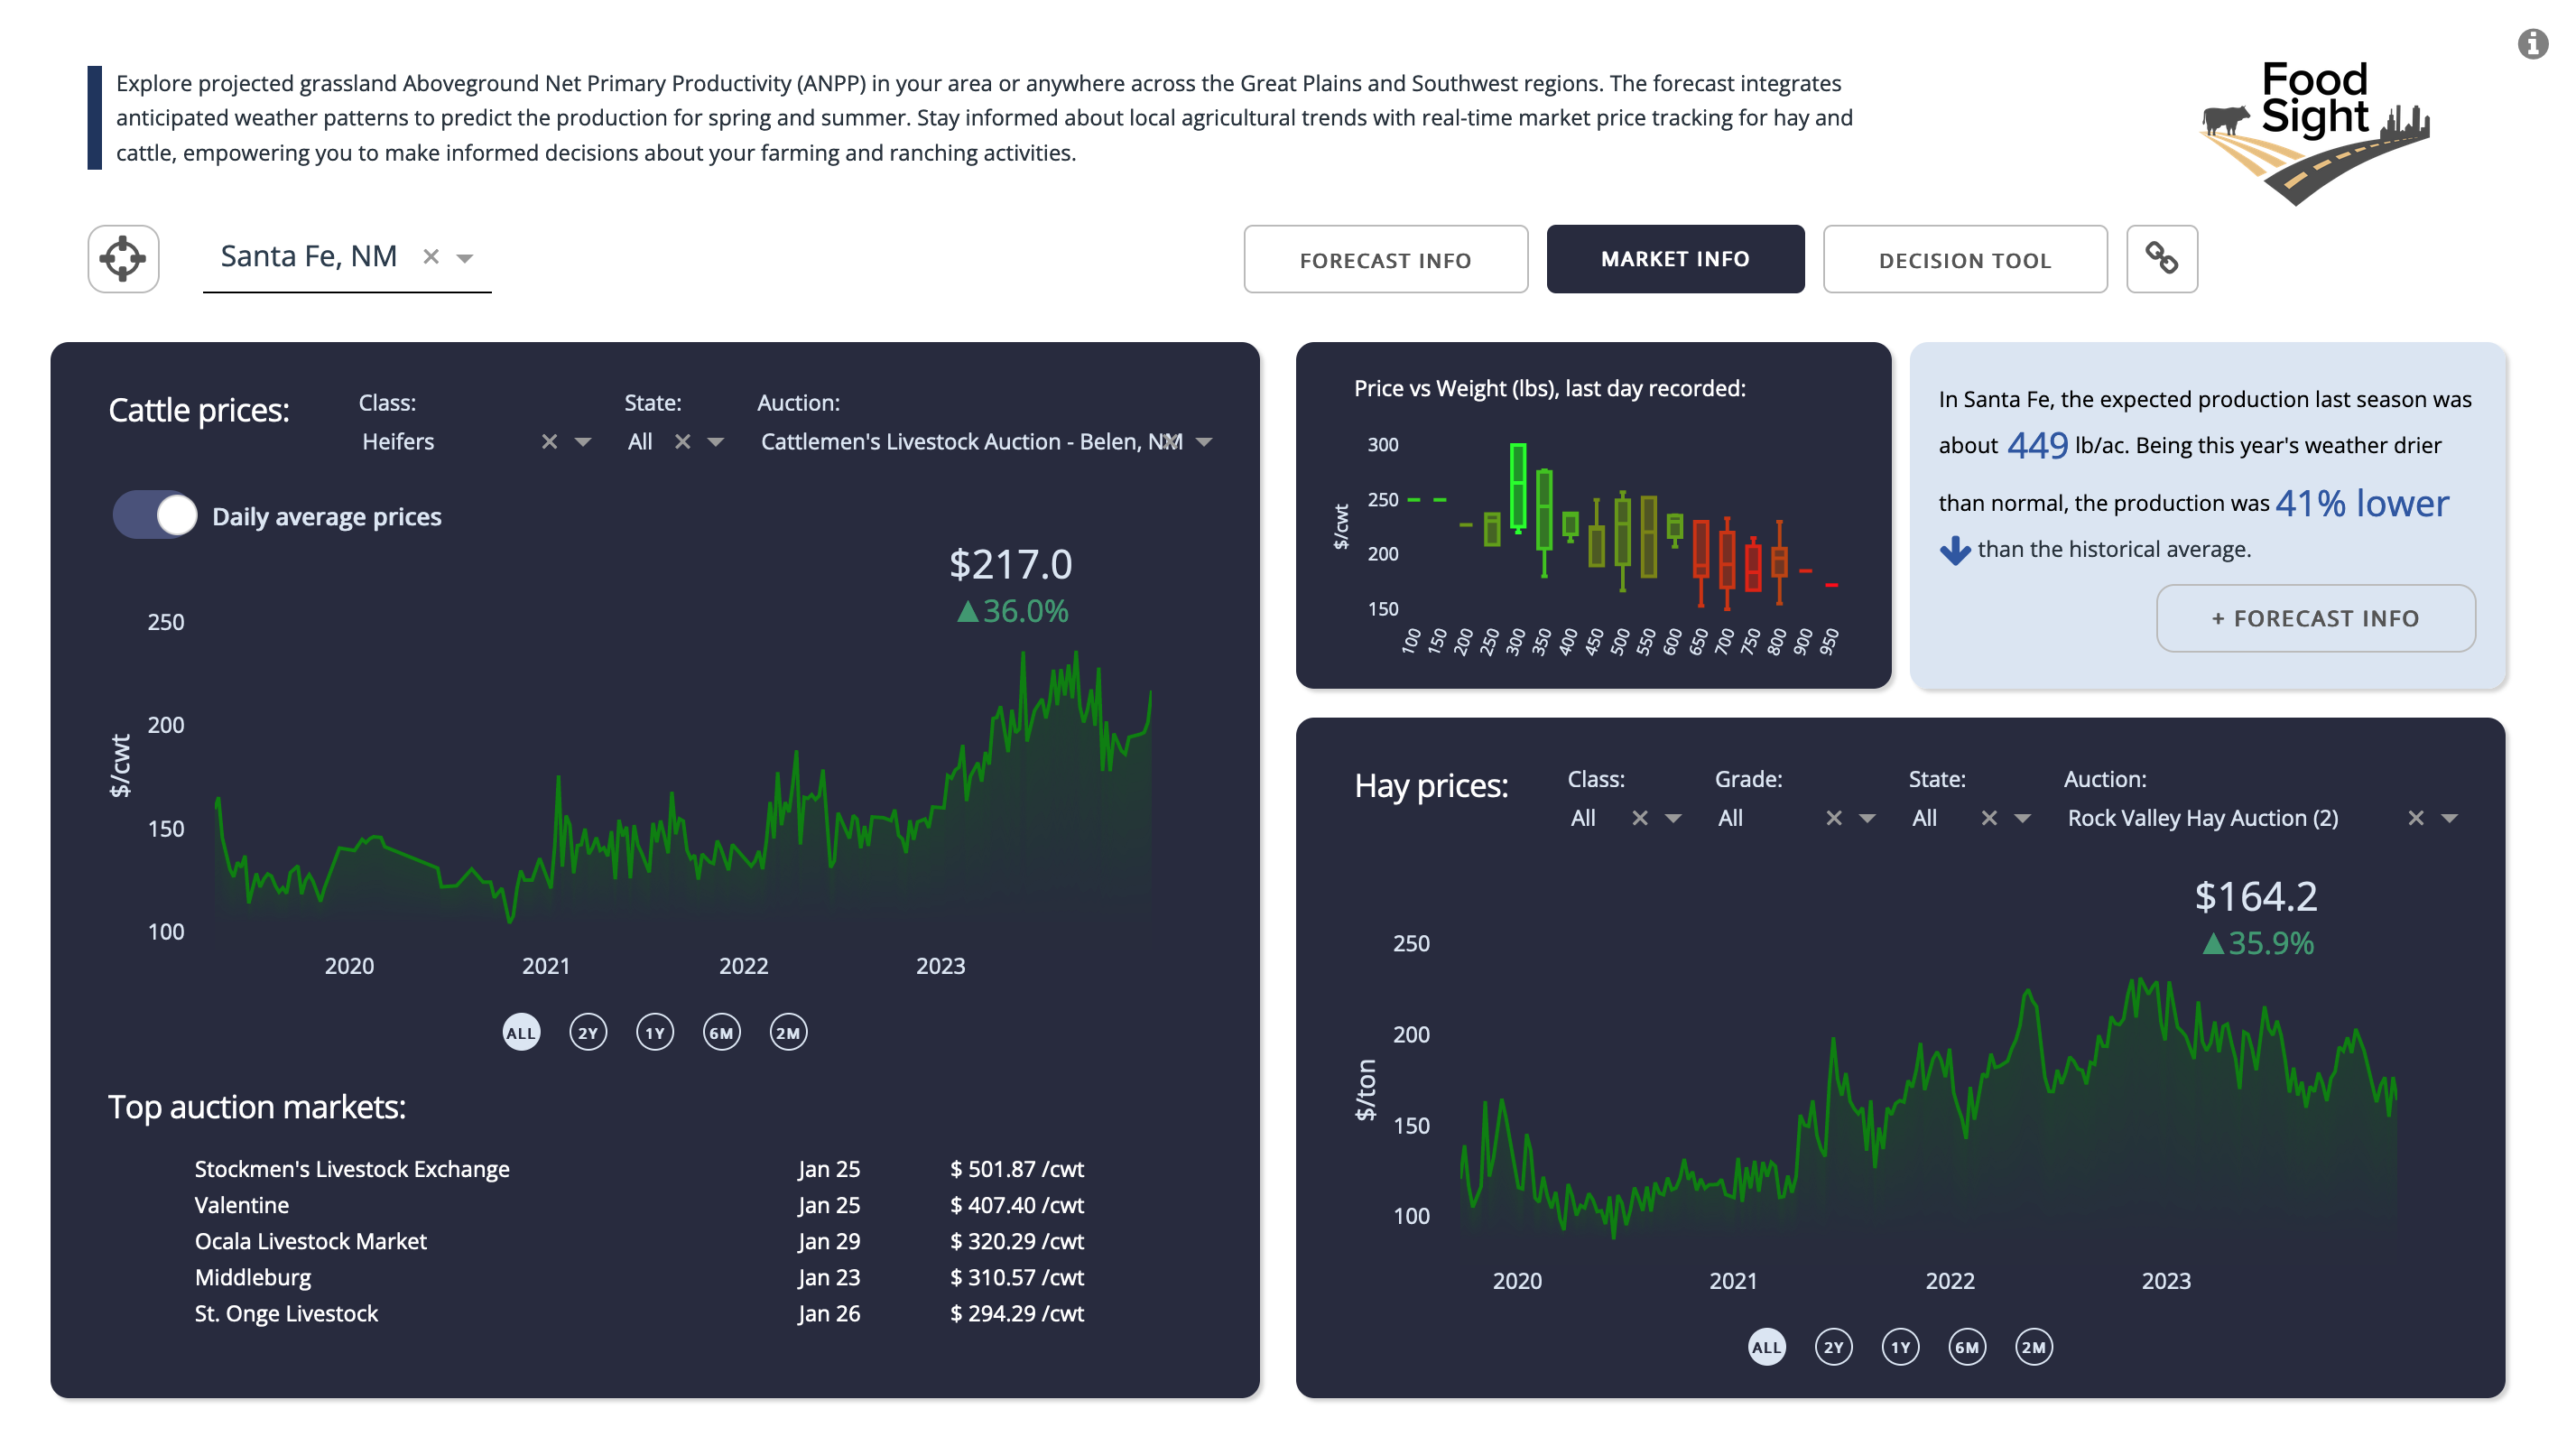 Explore projected grassland Aboveground Net Primary Productivity (ANPP) in your area or anywhere across the Great Plains and Southwest regions. The forecast integrates
anticipated weather patterns to predict the production for spring and summer. Stay informed about local agricultural trends with real-time market price tracking for hay and
cattle, empowering you to make informed decisions about your farming and ranching activities.
Food
Sight
Santa Fe, NM
FORECAST INFO
MARKET INFO
DECISION TOOL
Cattle prices:
Class:
Heifers
State:
All
Auction:
Cattlemen's Livestock Auction - Belen, NM
Daily average prices
$217.0
▲36.0%
$/cwt
250
200
150
100
2020
2021
2022
2023
ALL
2Y
1Y
6M
2M
Top auction markets:
Stockmen's Livestock Exchange Jan 25 $ 501.87 /cwt
Valentine Jan 25 $ 407.40 /cwt
Ocala Livestock Market Jan 29 $ 320.29 /cwt
Middleburg Jan 23 $ 310.57 /cwt
St. Onge Livestock Jan 26 $ 294.29 /cwt
Price vs Weight (lbs), last day recorded:
$/cwt
300
250
200
150
100
150
200
250
300
350
400
450
500
550
600
650
700
750
800
900
950
In Santa Fe, the expected production last season was
about 449 lb/ac. Being this year's weather drier
than normal, the production was 41% lower
than the historical average.
+ FORECAST INFO
Hay prices:
Class:
All
Grade:
All
State:
All
Auction:
Rock Valley Hay Auction (2)
$164.2
▲35.9%
$/ton
250
200
150
100
2020
2021
2022
2023
ALL
2Y
1Y
6M
2M